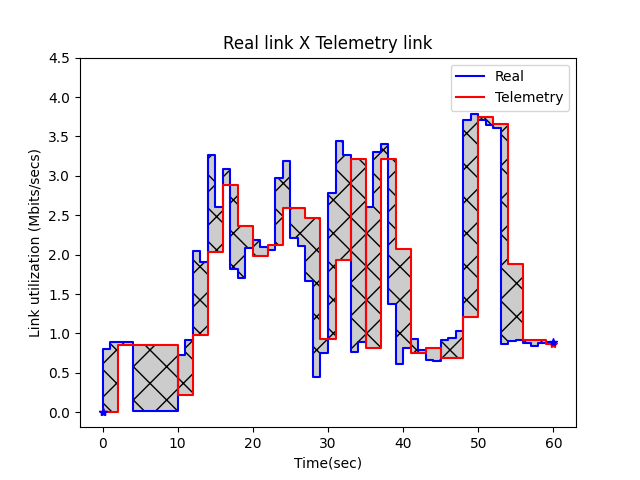 Real link X Telemetry link
Real
Telemetry
Link utilization (Mbits/secs)
4.5
4.0
3.5
3.0
2.5
2.0
1.5
1.0
0.5
0.0
0 10 20 30 40 50 60
Time(sec)